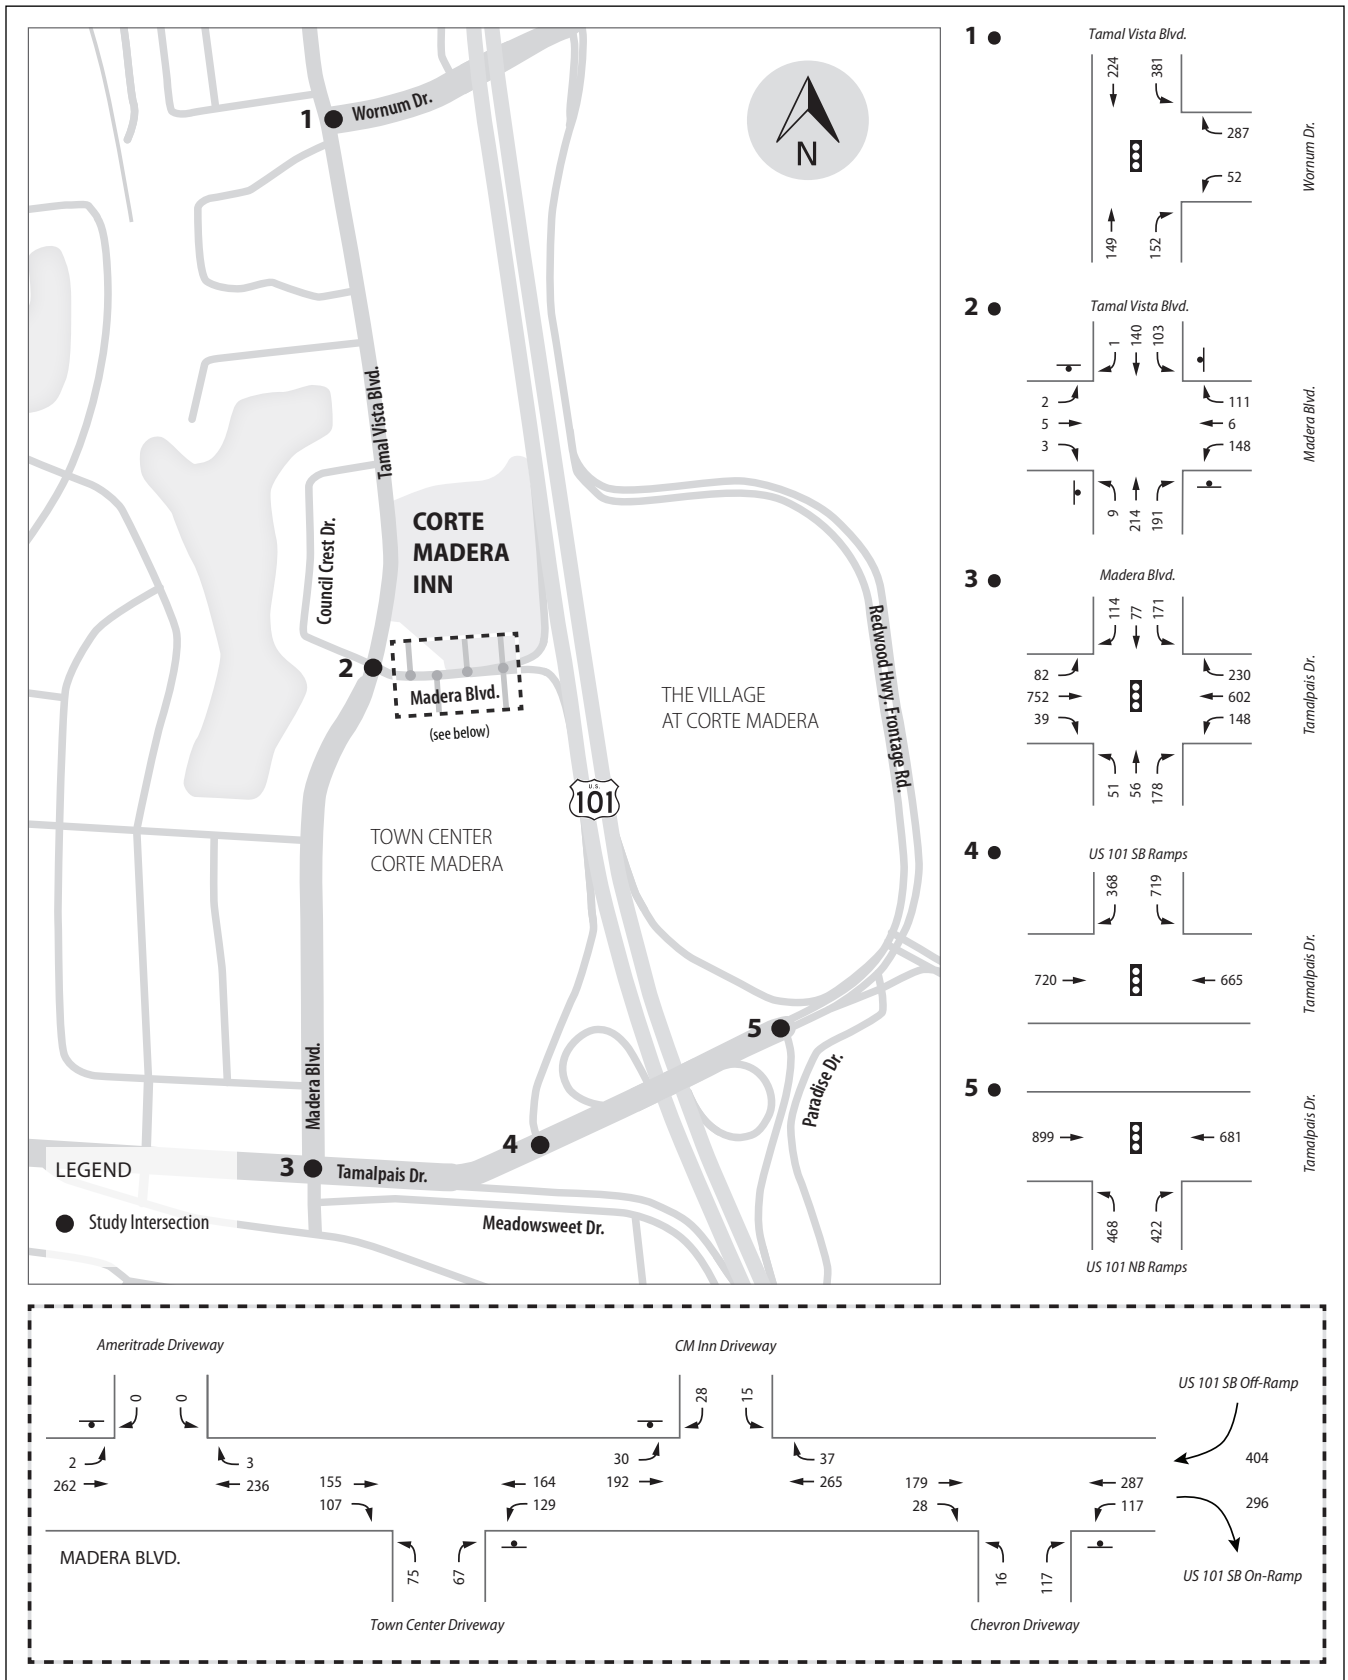 1
Wornum Dr.
N
Tamal Vista Blvd.
CORTE
MADERA
INN
Council Crest Dr.
2
Madera Blvd.
(see below)
THE VILLAGE
AT CORTE MADERA
Redwood Hwy. Frontage Rd.
U.S.
101
TOWN CENTER
CORTE MADERA
5
Paradise Dr.
Madera Blvd.
4
3
Tamalpais Dr.
Meadowsweet Dr.
LEGEND
Study Intersection
1
Tamal Vista Blvd.
224 381
287
52
149 152
Wornum Dr.
2
Tamal Vista Blvd.
1 140 103
2 111
5 6
3 148
9 214 191
Madera Blvd.
3
Madera Blvd.
114 77 171
82 230
752 602
39 148
51 56 178
Tamalpais Dr.
4
US 101 SB Ramps
368 719
720 665
Tamalpais Dr.
5
899 681
468 422
US 101 NB Ramps
Tamalpais Dr.
Ameritrade Driveway
0 0
2 3
262 236
155 164
107 129
75 67
Town Center Driveway
CM Inn Driveway
28 15
30 37
192 265
179 287
28 117
16 117
Chevron Driveway
US 101 SB Off-Ramp
404
296
US 101 SB On-Ramp
MADERA BLVD.